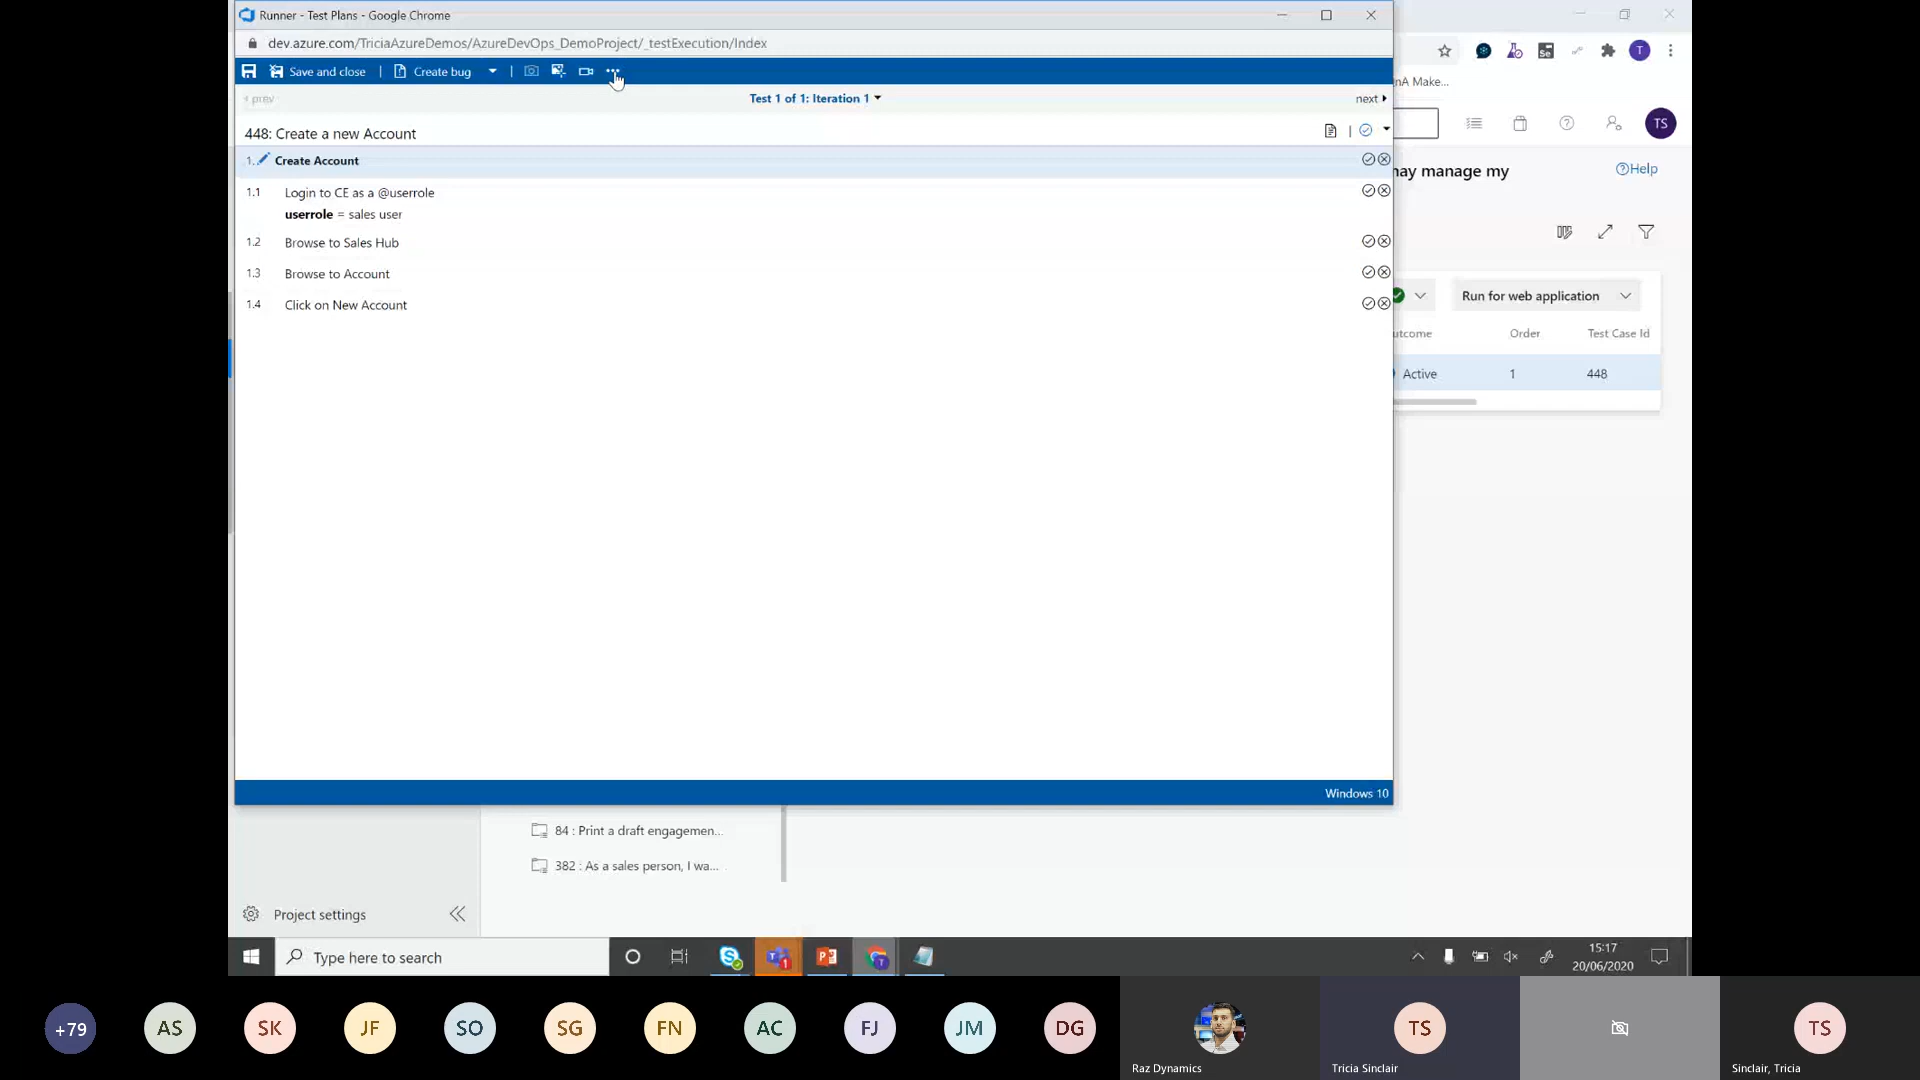 Runner - Test Plans - Google Chrome
dev.azure.com/TriciaAzureDemos/AzureDevOps_DemoProject/_testExecution/Index
Save and close | Create bug |
prev
Test 1 of 1: Iteration 1
next
448: Create a new Account
1. Create Account
1.1 Login to CE as a @userrole
userrole = sales user
1.2 Browse to Sales Hub
1.3 Browse to Account
1.4 Click on New Account
Windows 10
T
nA Make...
TS
nay manage my
Help
Run for web application
utcome Order Test Case Id
Active 1 448
84 : Print a draft engagemen...
382 : As a sales person, I wa...
Project settings
Type here to search
15:17
20/06/2020
+79 AS SK JF SO SG FN AC FJ JM DG TS TS
Raz Dynamics
Tricia Sinclair
Sinclair, Tricia